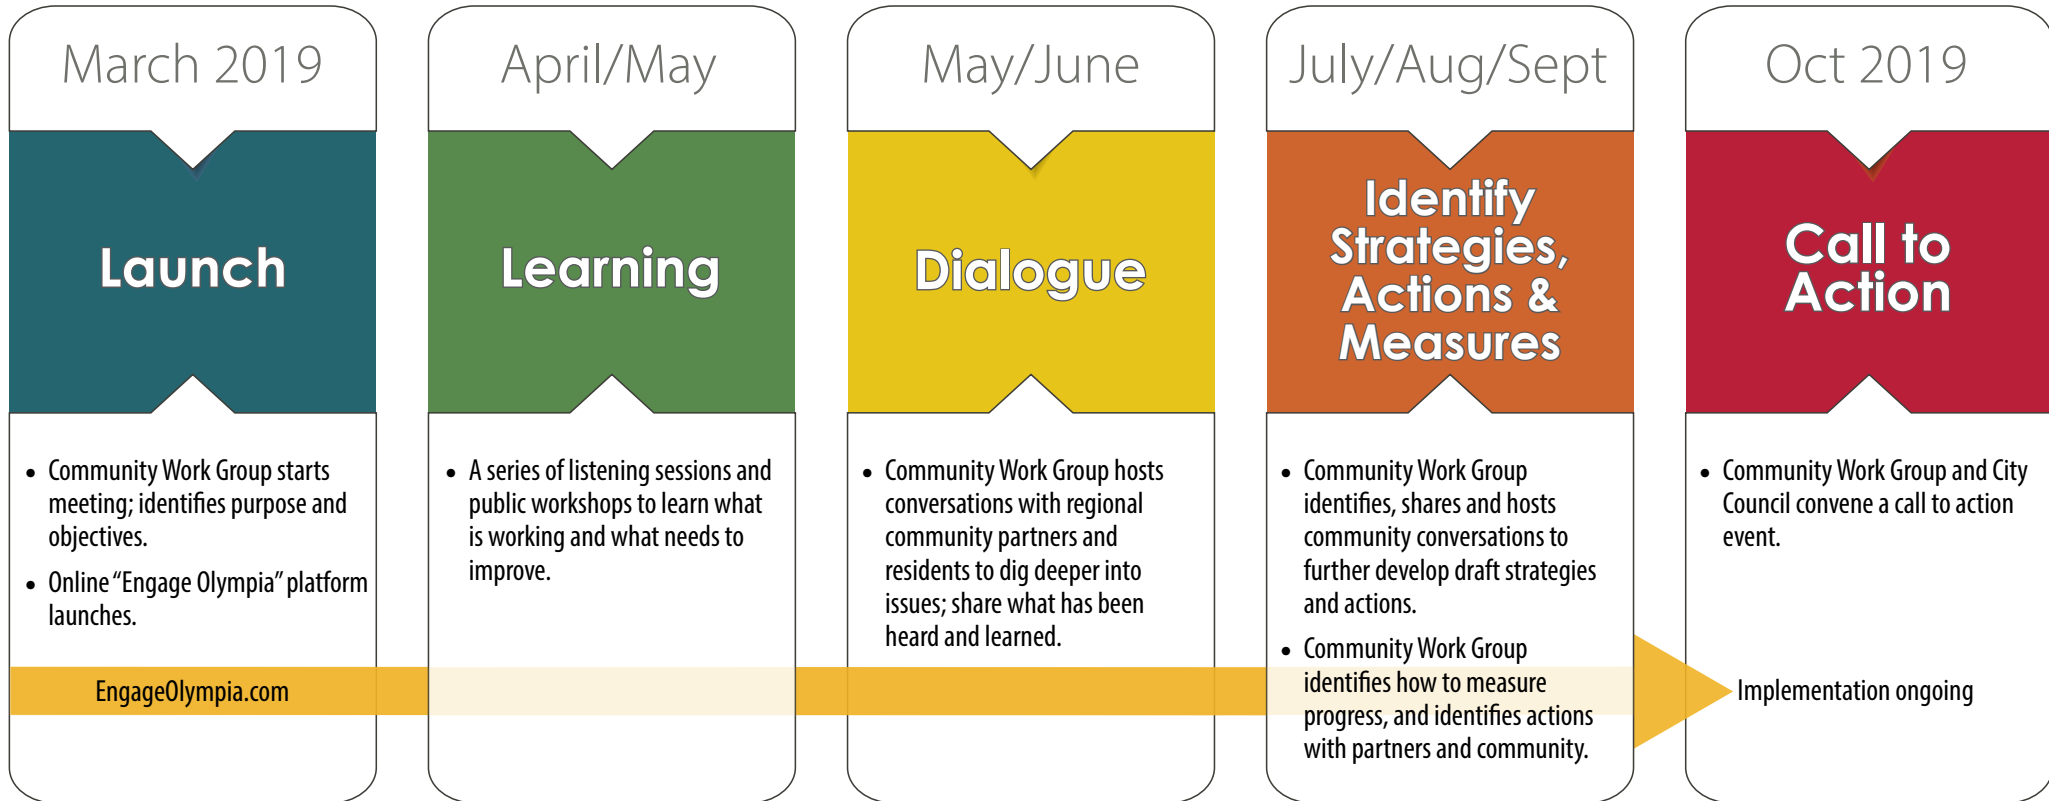 March 2019
Launch
• Community Work Group starts
meeting; identifies purpose and
objectives.
• Online “Engage Olympia” platform
launches.
EngageOlympia.com
April/May
Learning
• A series of listening sessions and
public workshops to learn what
is working and what needs to
improve.
May/June
Dialogue
• Community Work Group hosts
conversations with regional
community partners and
residents to dig deeper into
issues; share what has been
heard and learned.
July/Aug/Sept
Identify
Strategies,
Actions &
Measures
• Community Work Group
identifies, shares and hosts
community conversations to
further develop draft strategies
and actions.
• Community Work Group
identifies how to measure
progress, and identifies actions
with partners and community.
Oct 2019
Call to
Action
• Community Work Group and City
Council convene a call to action
event.
Implementation ongoing